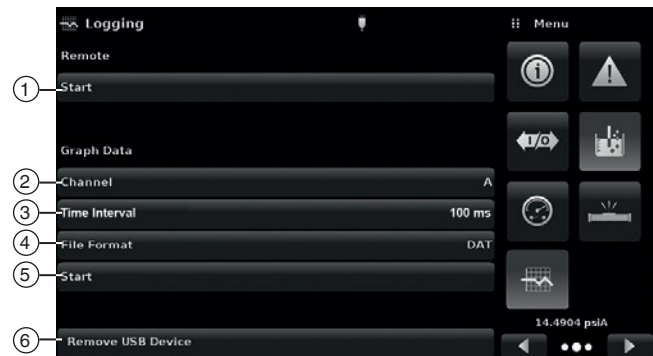 Logging
Menu
Remote
1
Start
Graph Data
I/O
2
Channel A
3
Time Interval 100 ms
4
File Format DAT
5
Start
14.4904 psiA
6
Remove USB Device